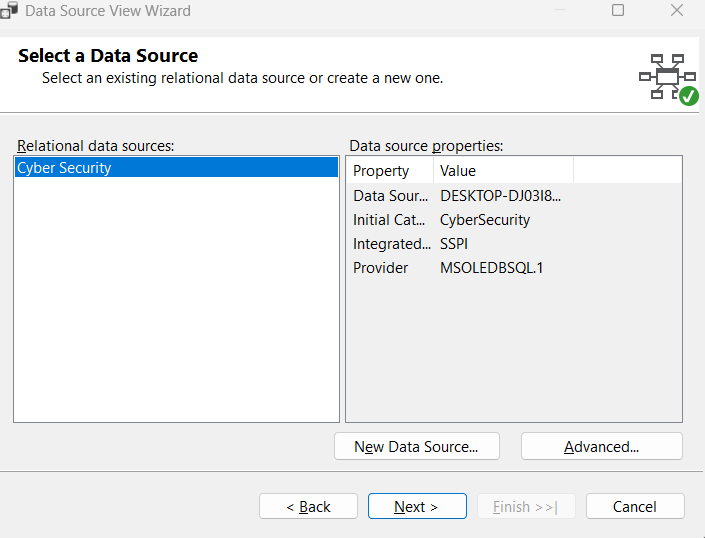 Data Source View Wizard
Select a Data Source
Select an existing relational data source or create a new one.
Relational data sources:
Cyber Security
Data source properties:
Property Value
Data Sour... DESKTOP-DJ03I8...
Initial Cat... CyberSecurity
Integrated... SSPI
Provider MSOLEDBSQL.1
New Data Source... Advanced...
< Back Next > Finish >>| Cancel